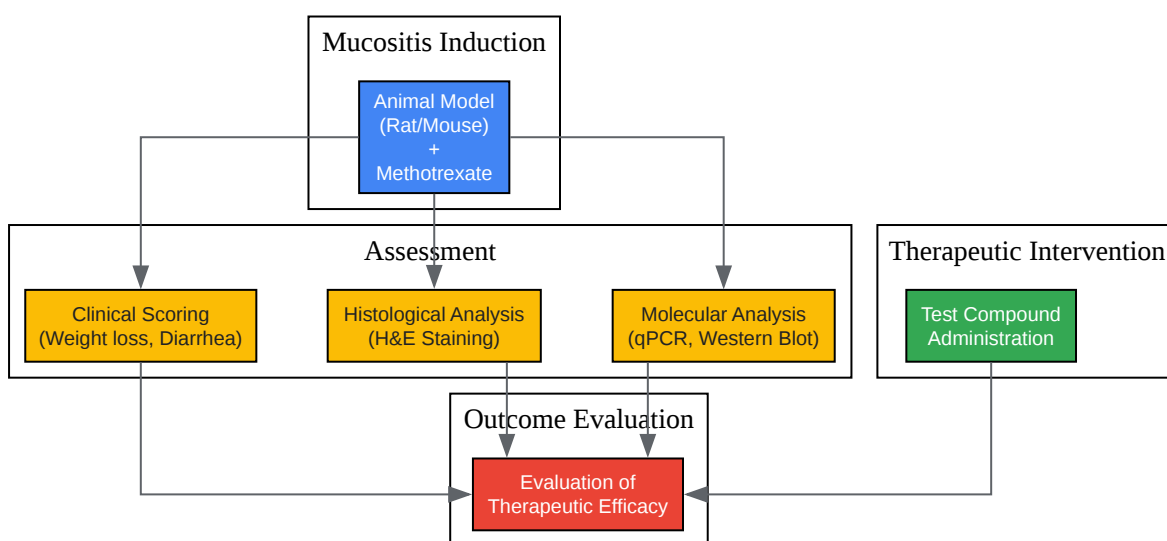 Mucositis Induction
Animal Model
(Rat/Mouse)
+
Methotrexate
Assessment
Clinical Scoring
(Weight loss, Diarrhea)
Histological Analysis
(H&E Staining)
Molecular Analysis
(qPCR, Western Blot)
Therapeutic Intervention
Test Compound
Administration
Outcome Evaluation
Evaluation of
Therapeutic Efficacy